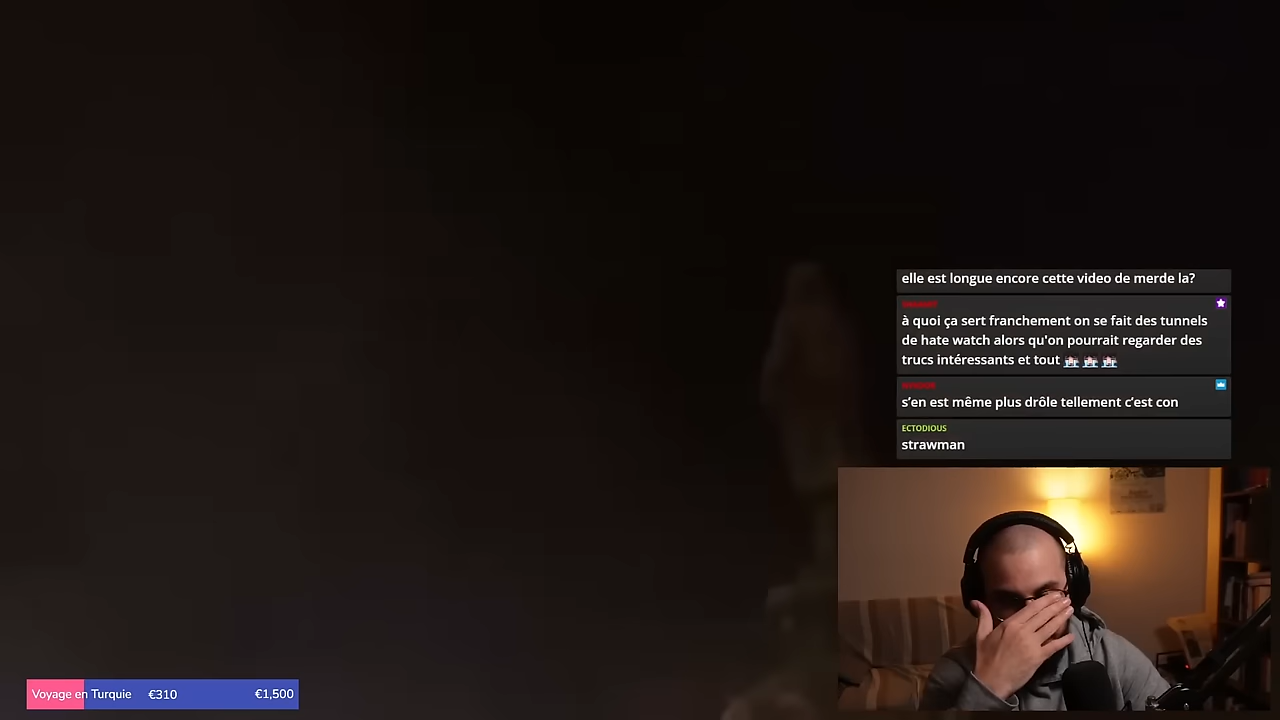 elle est longue encore cette video de merde la?
à quoi ça sert franchement on se fait des tunnels
de hate watch alors qu'on pourrait regarder des
trucs intéressants et tout
s’en est même plus drôle tellement c’est con
ECTODIOUS
strawman
Voyage en Turquie €310 €1,500